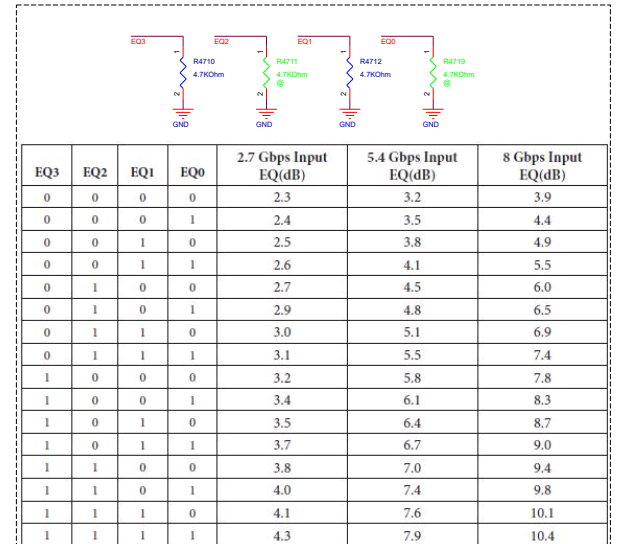 EQ3 EQ2 EQ1 EQ0
1 1 1 1
R4710 R4711 R4712 R4719
4.7KOhm 4.7KOhm 4.7KOhm 4.7KOhm
@ @
2 2 2 2
GND GND GND GND
EQ3 EQ2 EQ1 EQ0 2.7 Gbps Input EQ(dB) 5.4 Gbps Input EQ(dB) 8 Gbps Input EQ(dB)
0 0 0 0 2.3 3.2 3.9
0 0 0 1 2.4 3.5 4.4
0 0 1 0 2.5 3.8 4.9
0 0 1 1 2.6 4.1 5.5
0 1 0 0 2.7 4.5 6.0
0 1 0 1 2.9 4.8 6.5
0 1 1 0 3.0 5.1 6.9
0 1 1 1 3.1 5.5 7.4
1 0 0 0 3.2 5.8 7.8
1 0 0 1 3.4 6.1 8.3
1 0 1 0 3.5 6.4 8.7
1 0 1 1 3.7 6.7 9.0
1 1 0 0 3.8 7.0 9.4
1 1 0 1 4.0 7.4 9.8
1 1 1 0 4.1 7.6 10.1
1 1 1 1 4.3 7.9 10.4